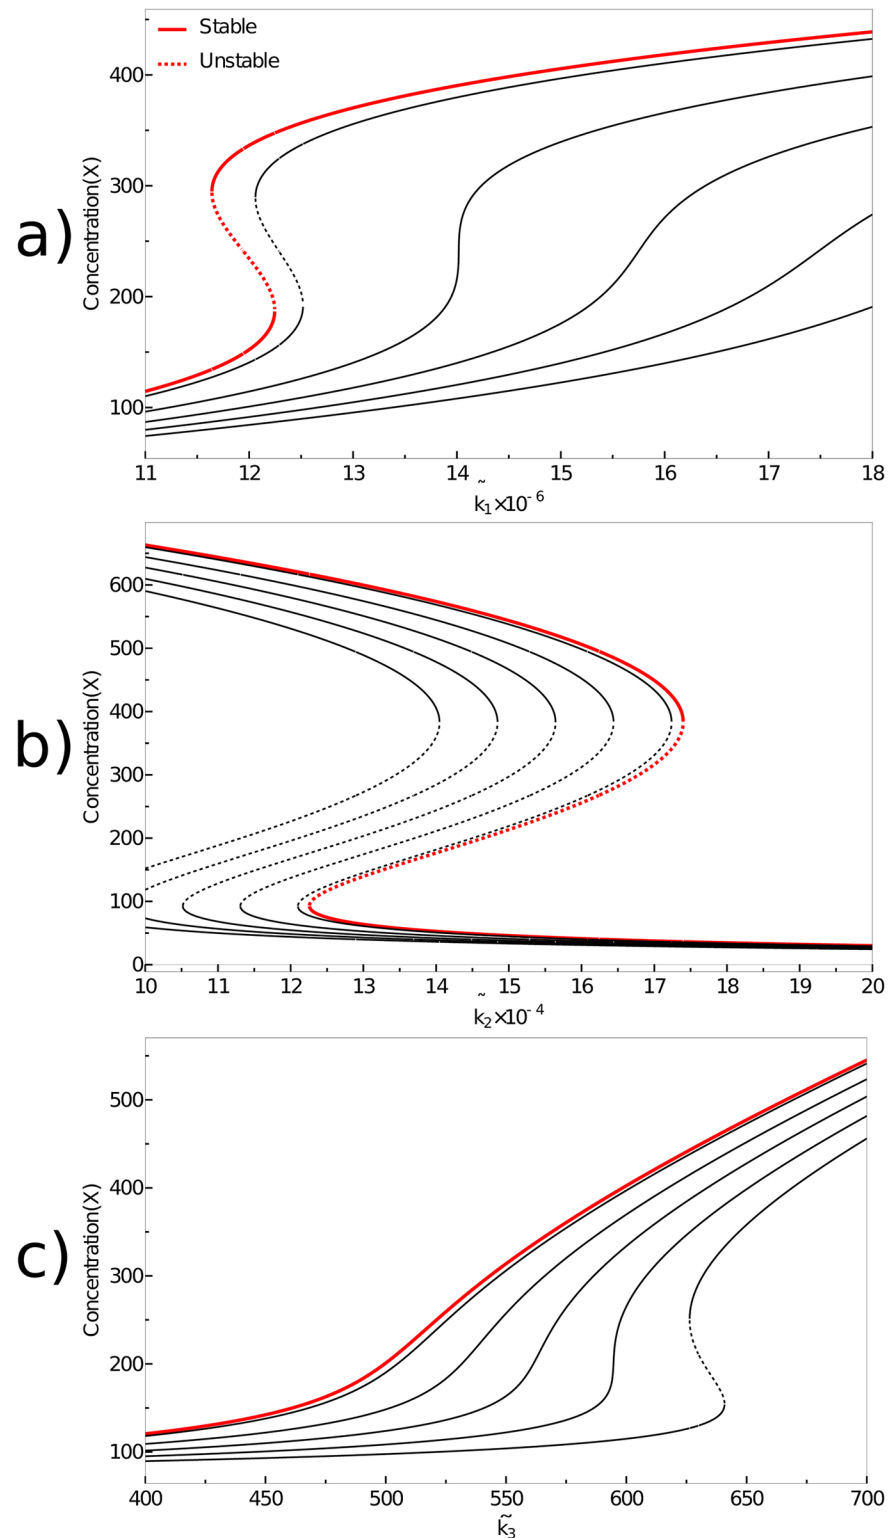 Stable
Unstable
a)
Concentration(X)
400
300
200
100
11 12 13 14 15 16 17 18
k̃₁×10⁻⁶
b)
Concentration(X)
600
500
400
300
200
100
0
10 11 12 13 14 15 16 17 18 19 20
k̃₂×10⁻⁴
c)
Concentration(X)
500
400
300
200
100
400 450 500 550 600 650 700
k̃₃